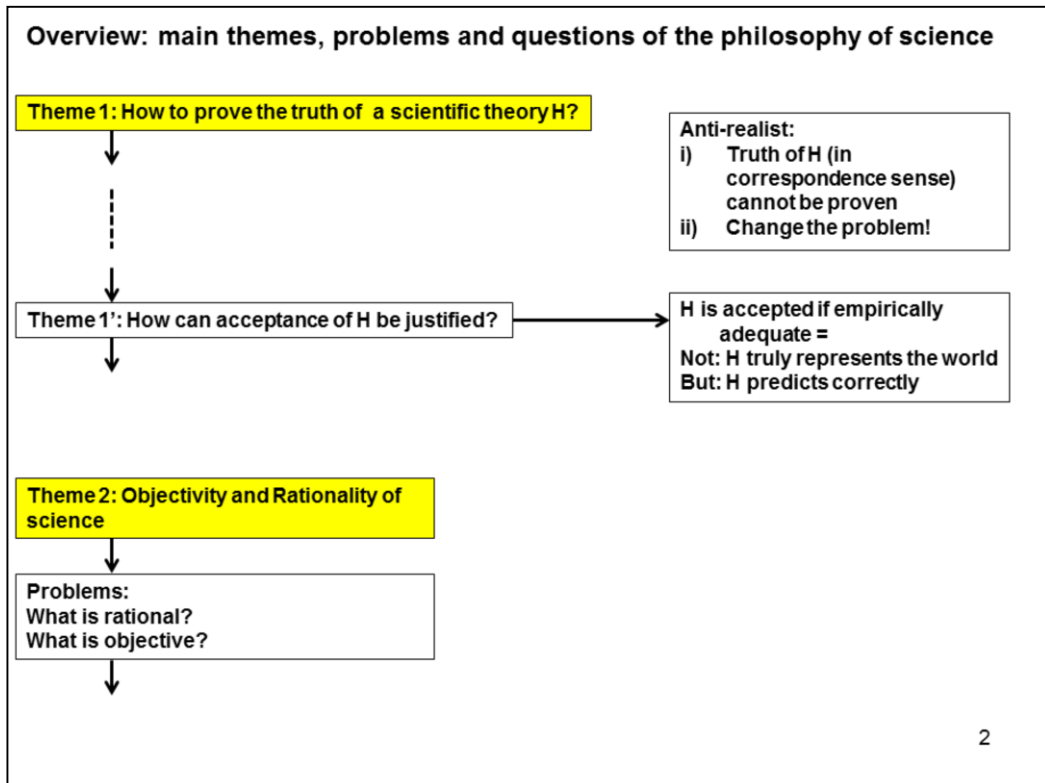 Overview: main themes, problems and questions of the philosophy of science
Theme 1: How to prove the truth of a scientific theory H?
Anti-realist:
i) Truth of H (in
correspondence sense)
cannot be proven
ii) Change the problem!
Theme 1’: How can acceptance of H be justified?
H is accepted if empirically
adequate =
Not: H truly represents the world
But: H predicts correctly
Theme 2: Objectivity and Rationality of
science
Problems:
What is rational?
What is objective?
2